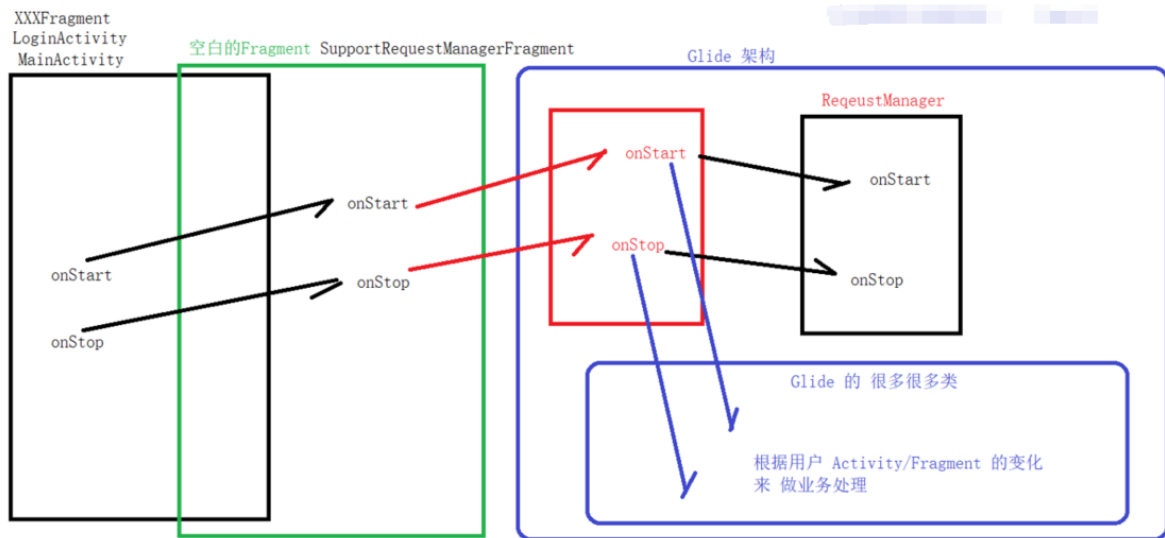 XXXFragment
LoginActivity
MainActivity
空白的Fragment SupportRequestManagerFragment
Glide 架构
ReqeustManager
onStart
onStop
onStart
onStop
onStart
onStop
onStart
onStop
Glide 的 很多很多类
根据用户 Activity/Fragment 的变化
来 做业务处理